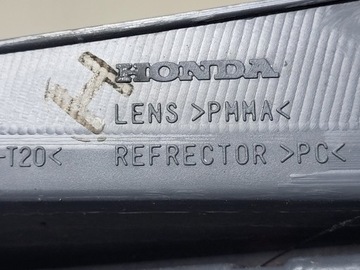 HONDA
LENS >PMMA<
-T20< REFRECTOR >PC<